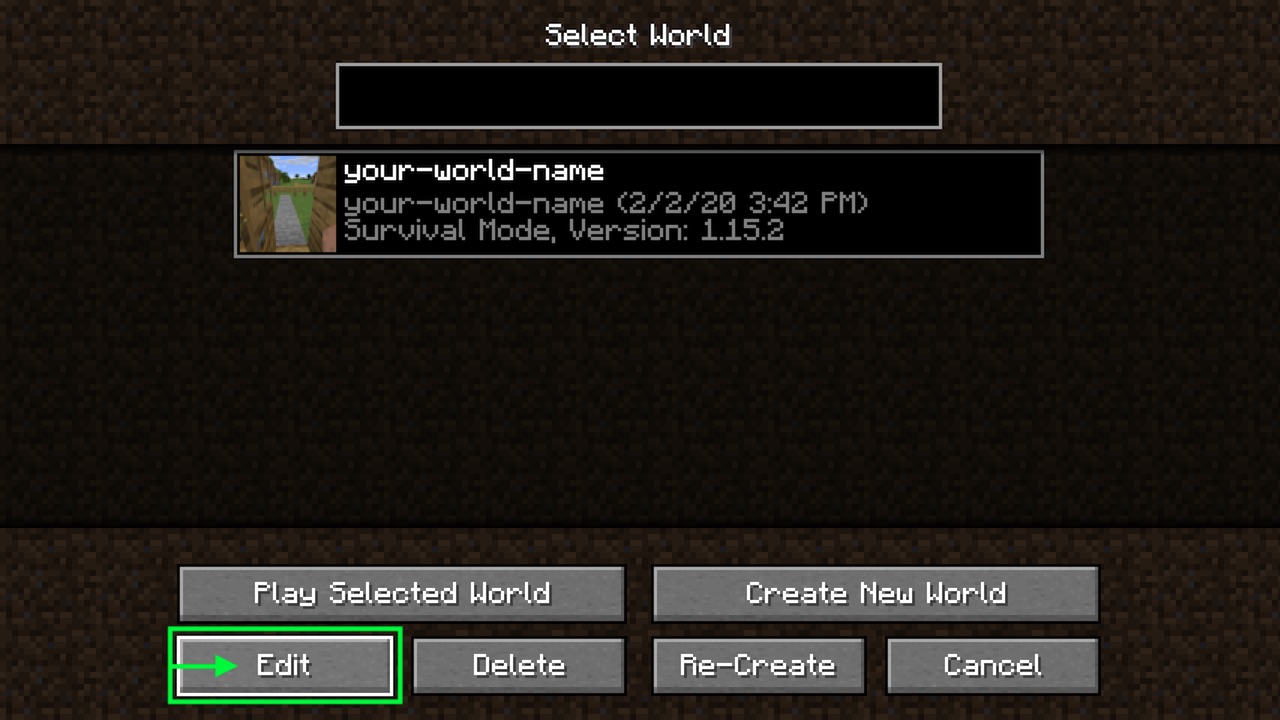 Select World
your-world-name
your-world-name (2/2/20 3:42 PM)
Survival Mode, Version: 1.15.2
Play Selected World
Create New World
Edit
Delete
Re-Create
Cancel